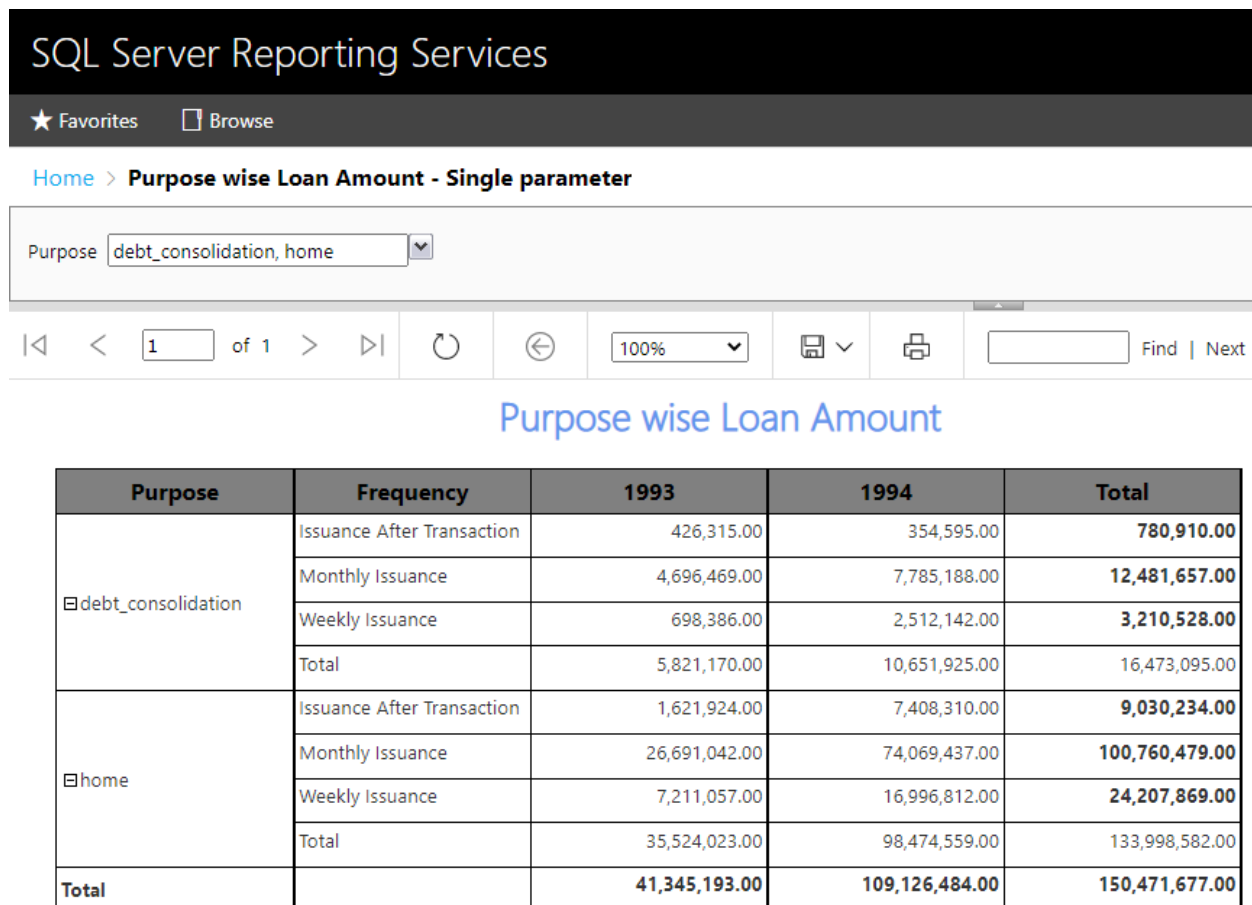 SQL Server Reporting Services
Favorites Browse
Home > Purpose wise Loan Amount - Single parameter
Purpose debt_consolidation, home
1 of 1 100% Find | Next
Purpose wise Loan Amount
Purpose Frequency 1993 1994 Total
Issuance After Transaction 426,315.00 354,595.00 780,910.00
Monthly Issuance 4,696,469.00 7,785,188.00 12,481,657.00
debt_consolidation
Weekly Issuance 698,386.00 2,512,142.00 3,210,528.00
Total 5,821,170.00 10,651,925.00 16,473,095.00
Issuance After Transaction 1,621,924.00 7,408,310.00 9,030,234.00
Monthly Issuance 26,691,042.00 74,069,437.00 100,760,479.00
home
Weekly Issuance 7,211,057.00 16,996,812.00 24,207,869.00
Total 35,524,023.00 98,474,559.00 133,998,582.00
Total 41,345,193.00 109,126,484.00 150,471,677.00